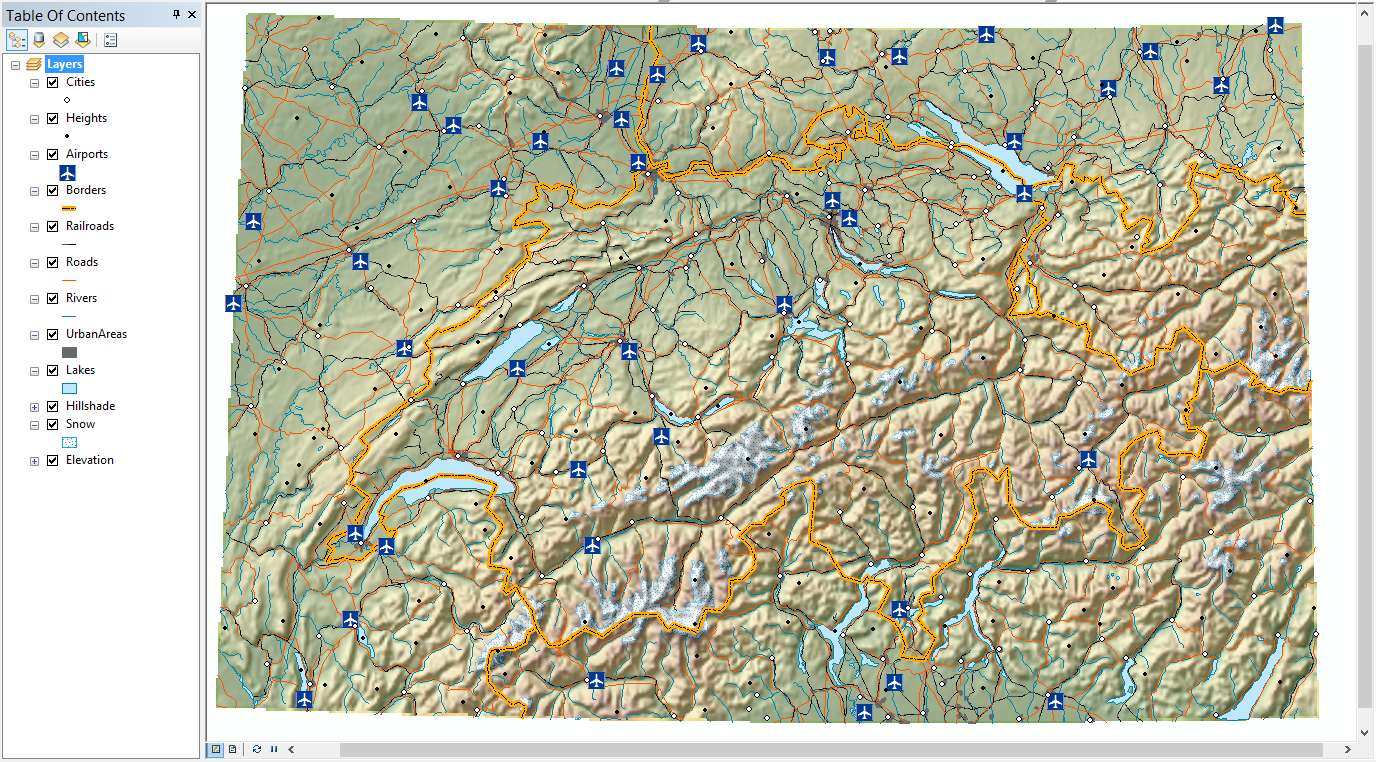 Table Of Contents
Layers
Cities
Heights
Airports
Borders
Railroads
Roads
Rivers
UrbanAreas
Lakes
Hillshade
Snow
Elevation